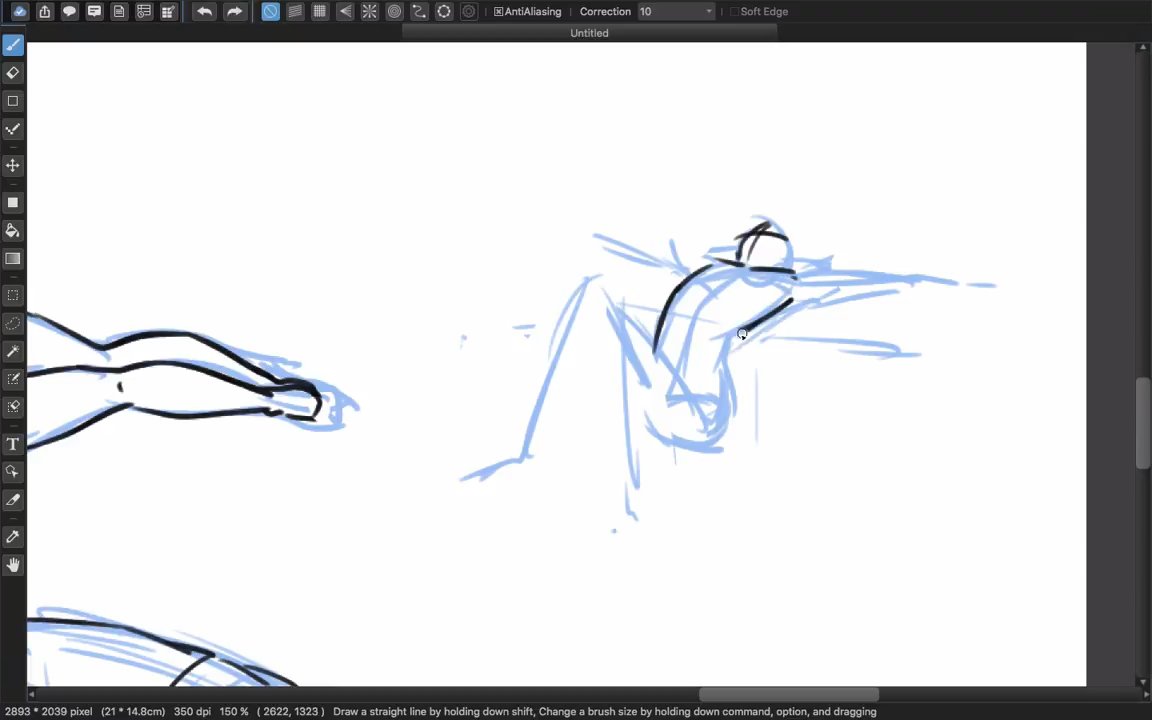 AntiAliasing Correction 10 Soft Edge
Untitled
T
2893 * 2039 pixel (21 * 14.8cm) 350 dpi 150 % ( 2622, 1323 ) Draw a straight line by holding down shift, Change a brush size by holding down command, option, and dragging